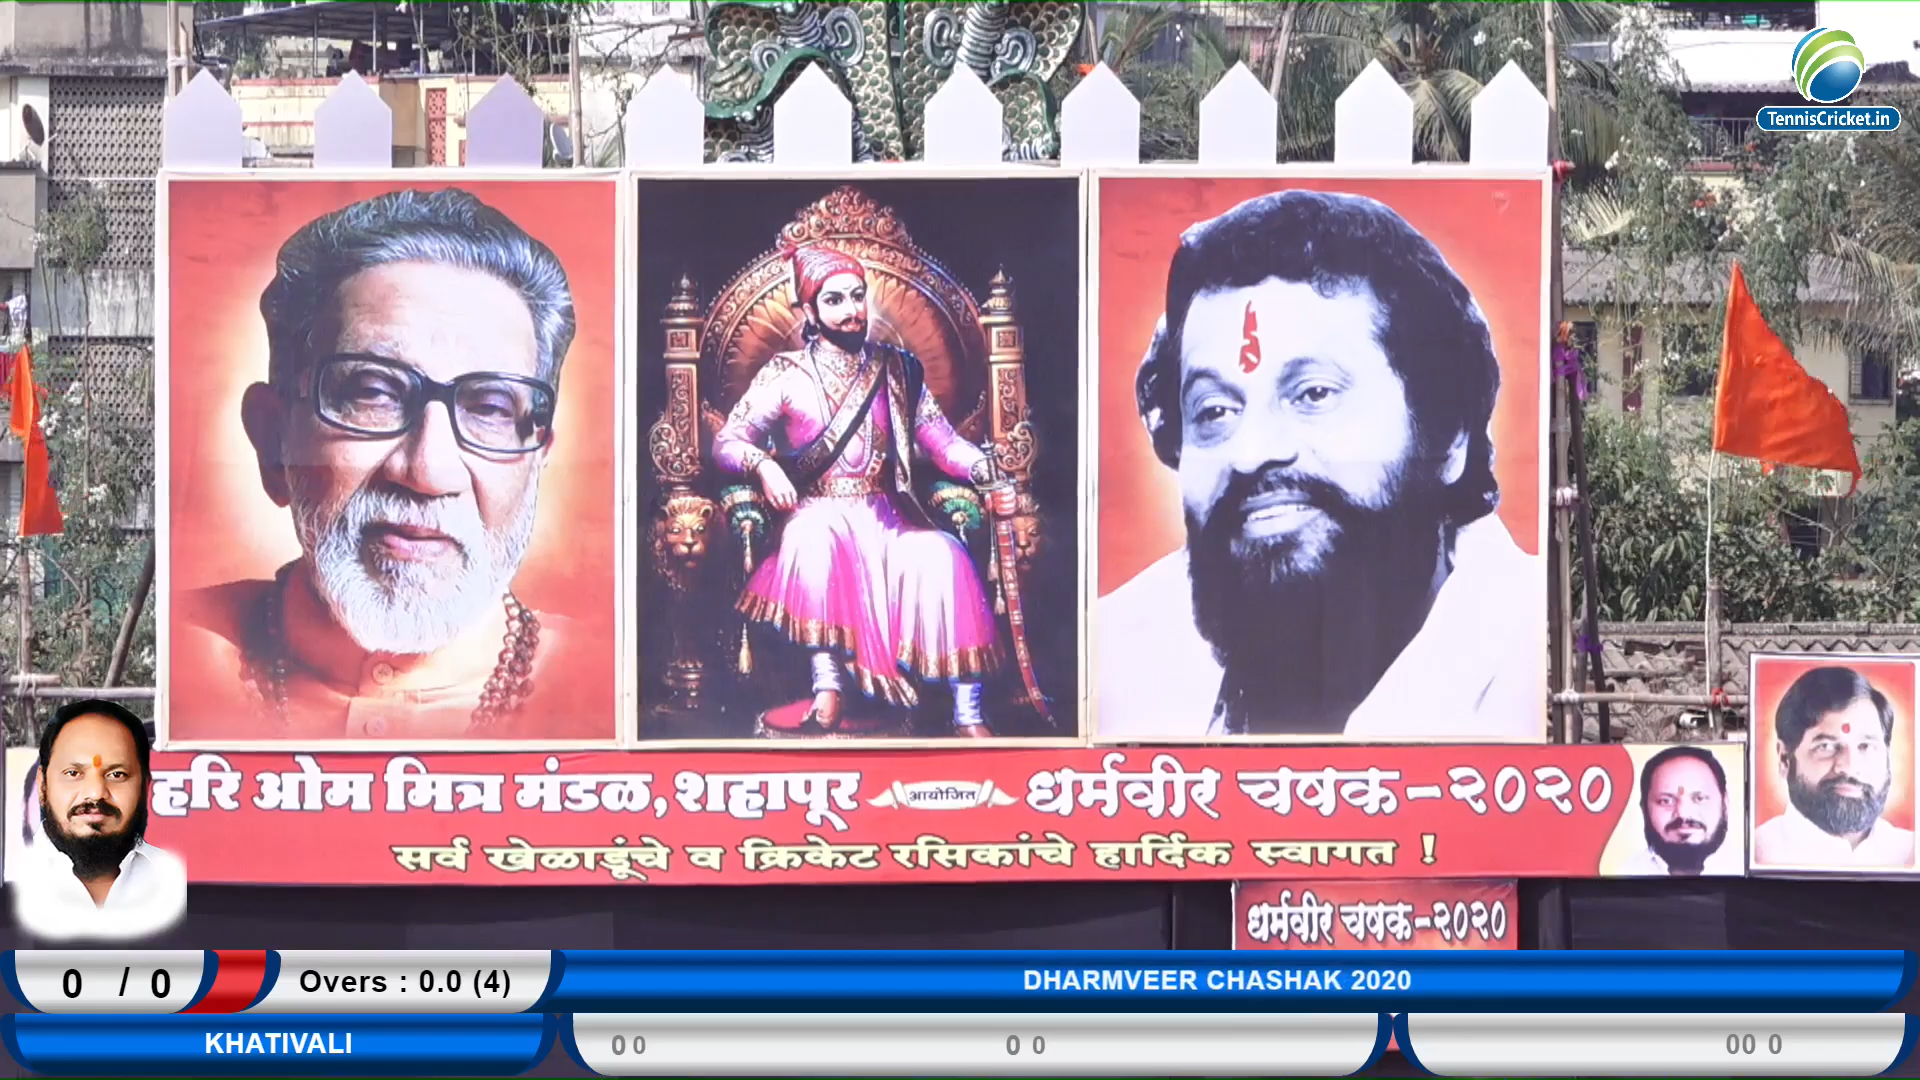 TennisCricket.in
हरि ओम मित्र मंडळ, शहापूर आयोजित धर्मवीर चषक-२०२०
सर्व खेळाडूंचे व क्रिकेट रसिकांचे हार्दिक स्वागत !
धर्मवीर चषक-२०२०
0 / 0 Overs : 0.0 (4) DHARMVEER CHASHAK 2020
KHATIVALI 0 0 0 0 00 0